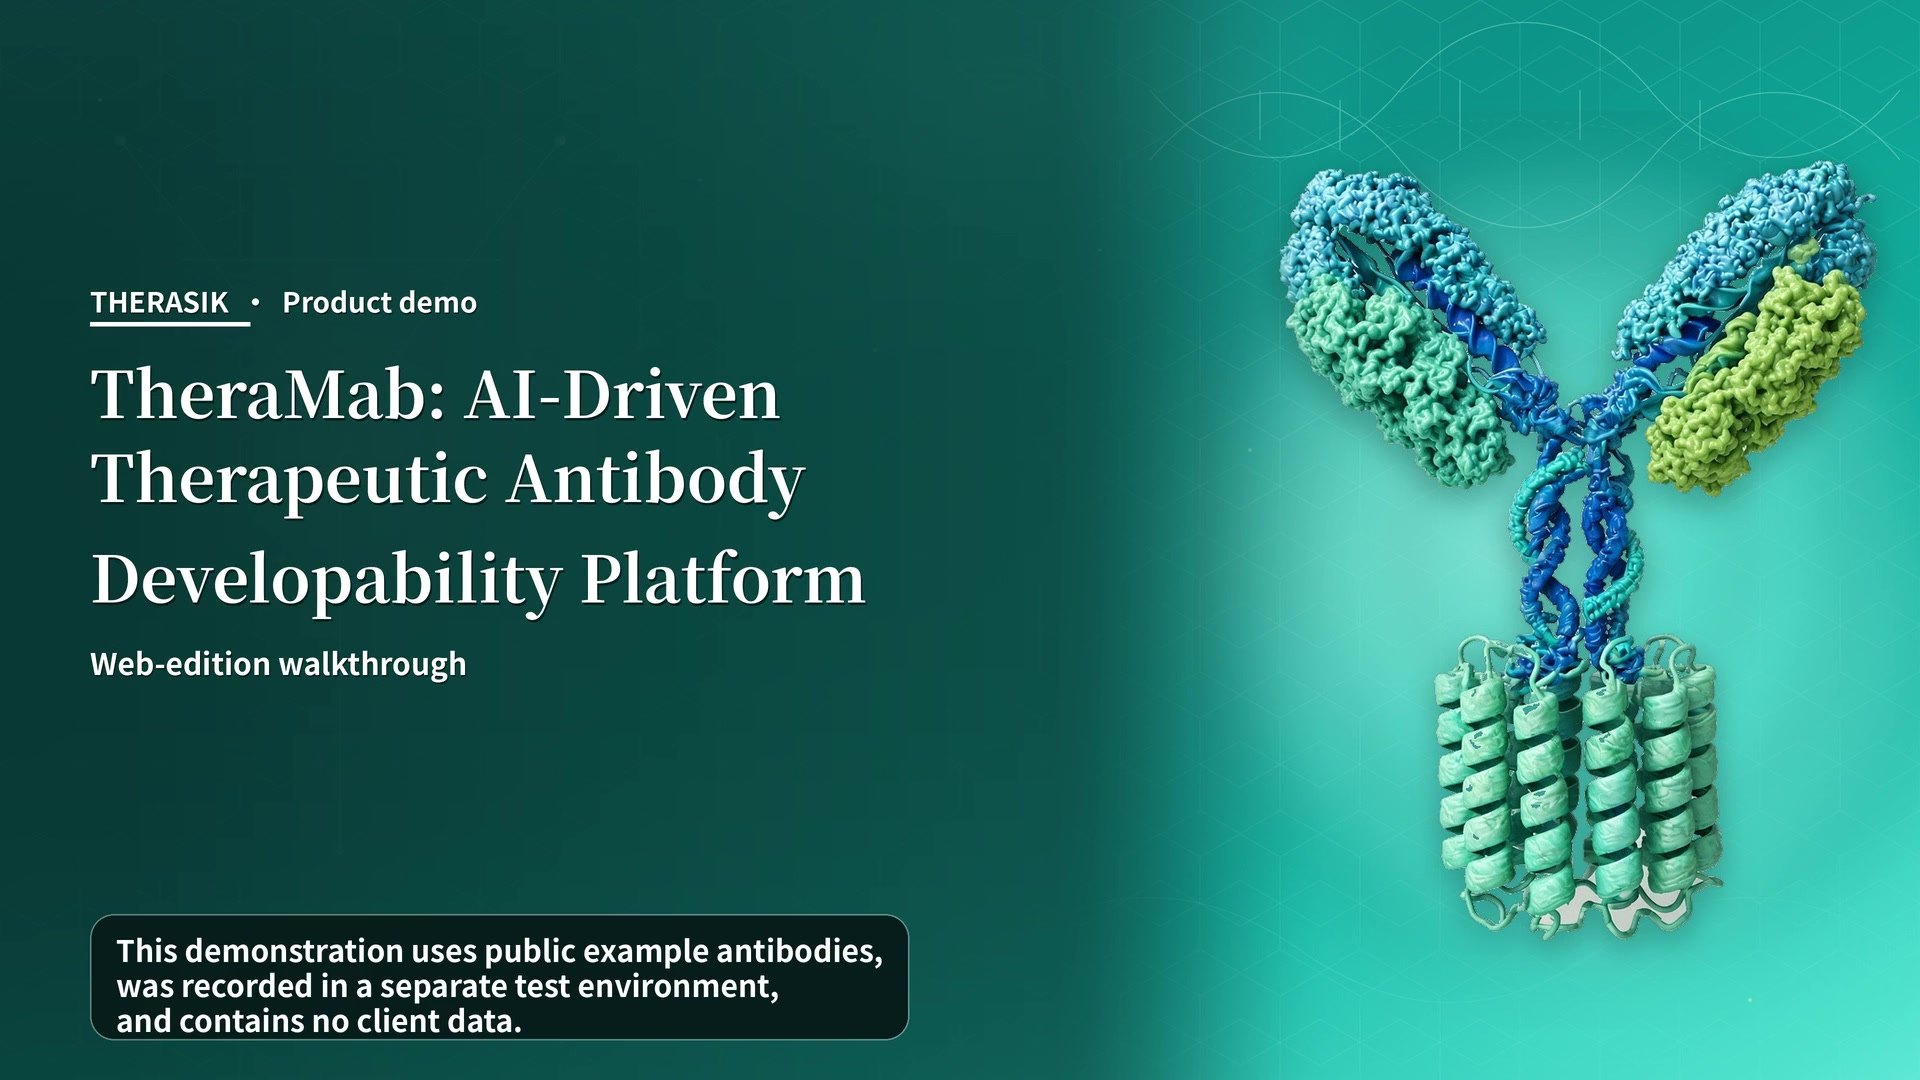 THERASIK • Product demo
TheraMab: AI-Driven
Therapeutic Antibody
Developability Platform
Web-edition walkthrough
This demonstration uses public example antibodies,
was recorded in a separate test environment,
and contains no client data.